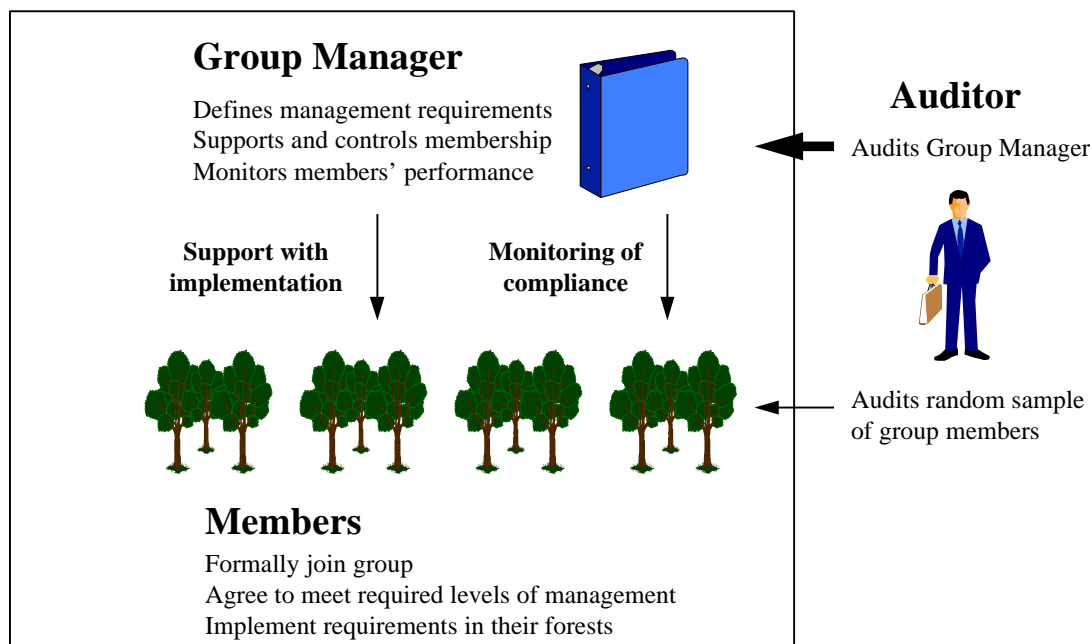 Group Manager
Defines management requirements
Supports and controls membership
Monitors members’ performance
Auditor
Audits Group Manager
Support with
implementation
Monitoring of
compliance
Audits random sample
of group members
Members
Formally join group
Agree to meet required levels of management
Implement requirements in their forests